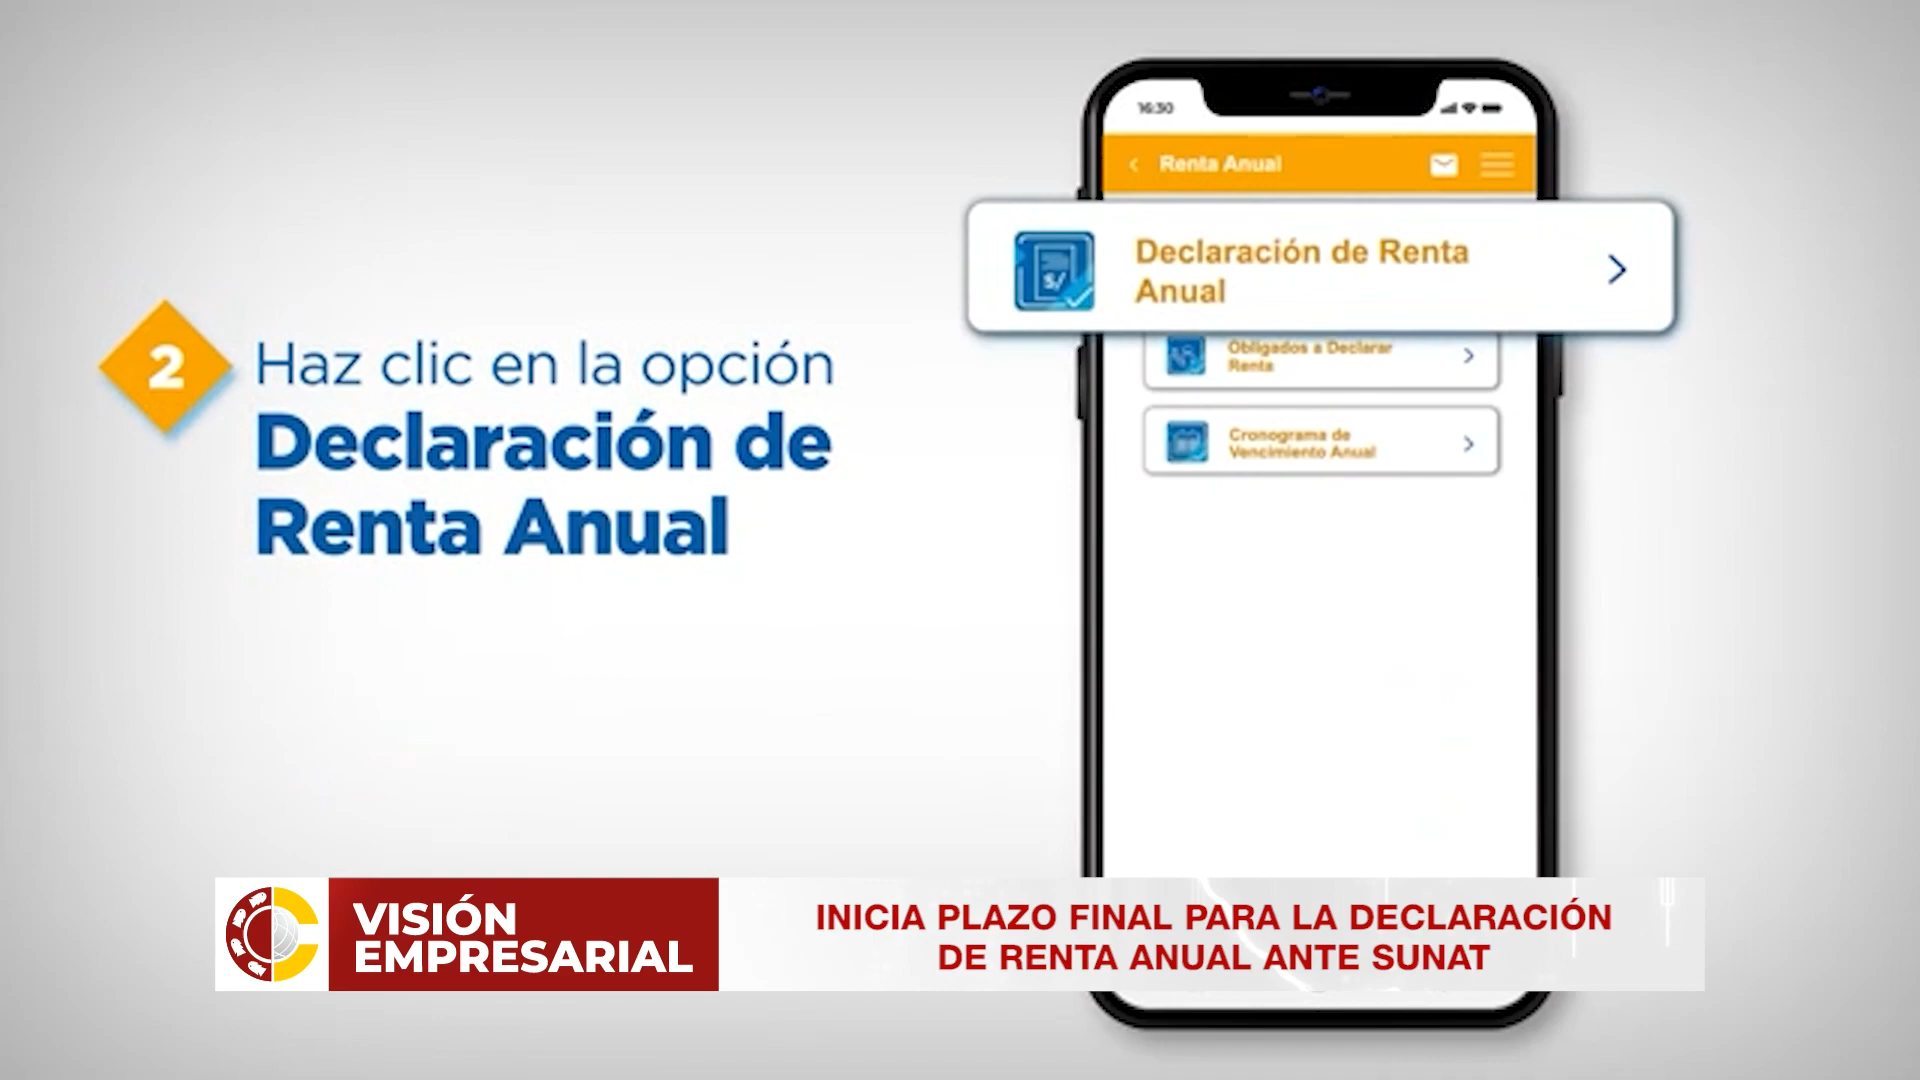 16:30
Renta Anual
Declaración de Renta
Anual
S/
Obligados a Declarar
Renta
Cronograma de
Vencimiento Anual
2
Haz clic en la opción
Declaración de
Renta Anual
VISIÓN
EMPRESARIAL
INICIA PLAZO FINAL PARA LA DECLARACIÓN
DE RENTA ANUAL ANTE SUNAT